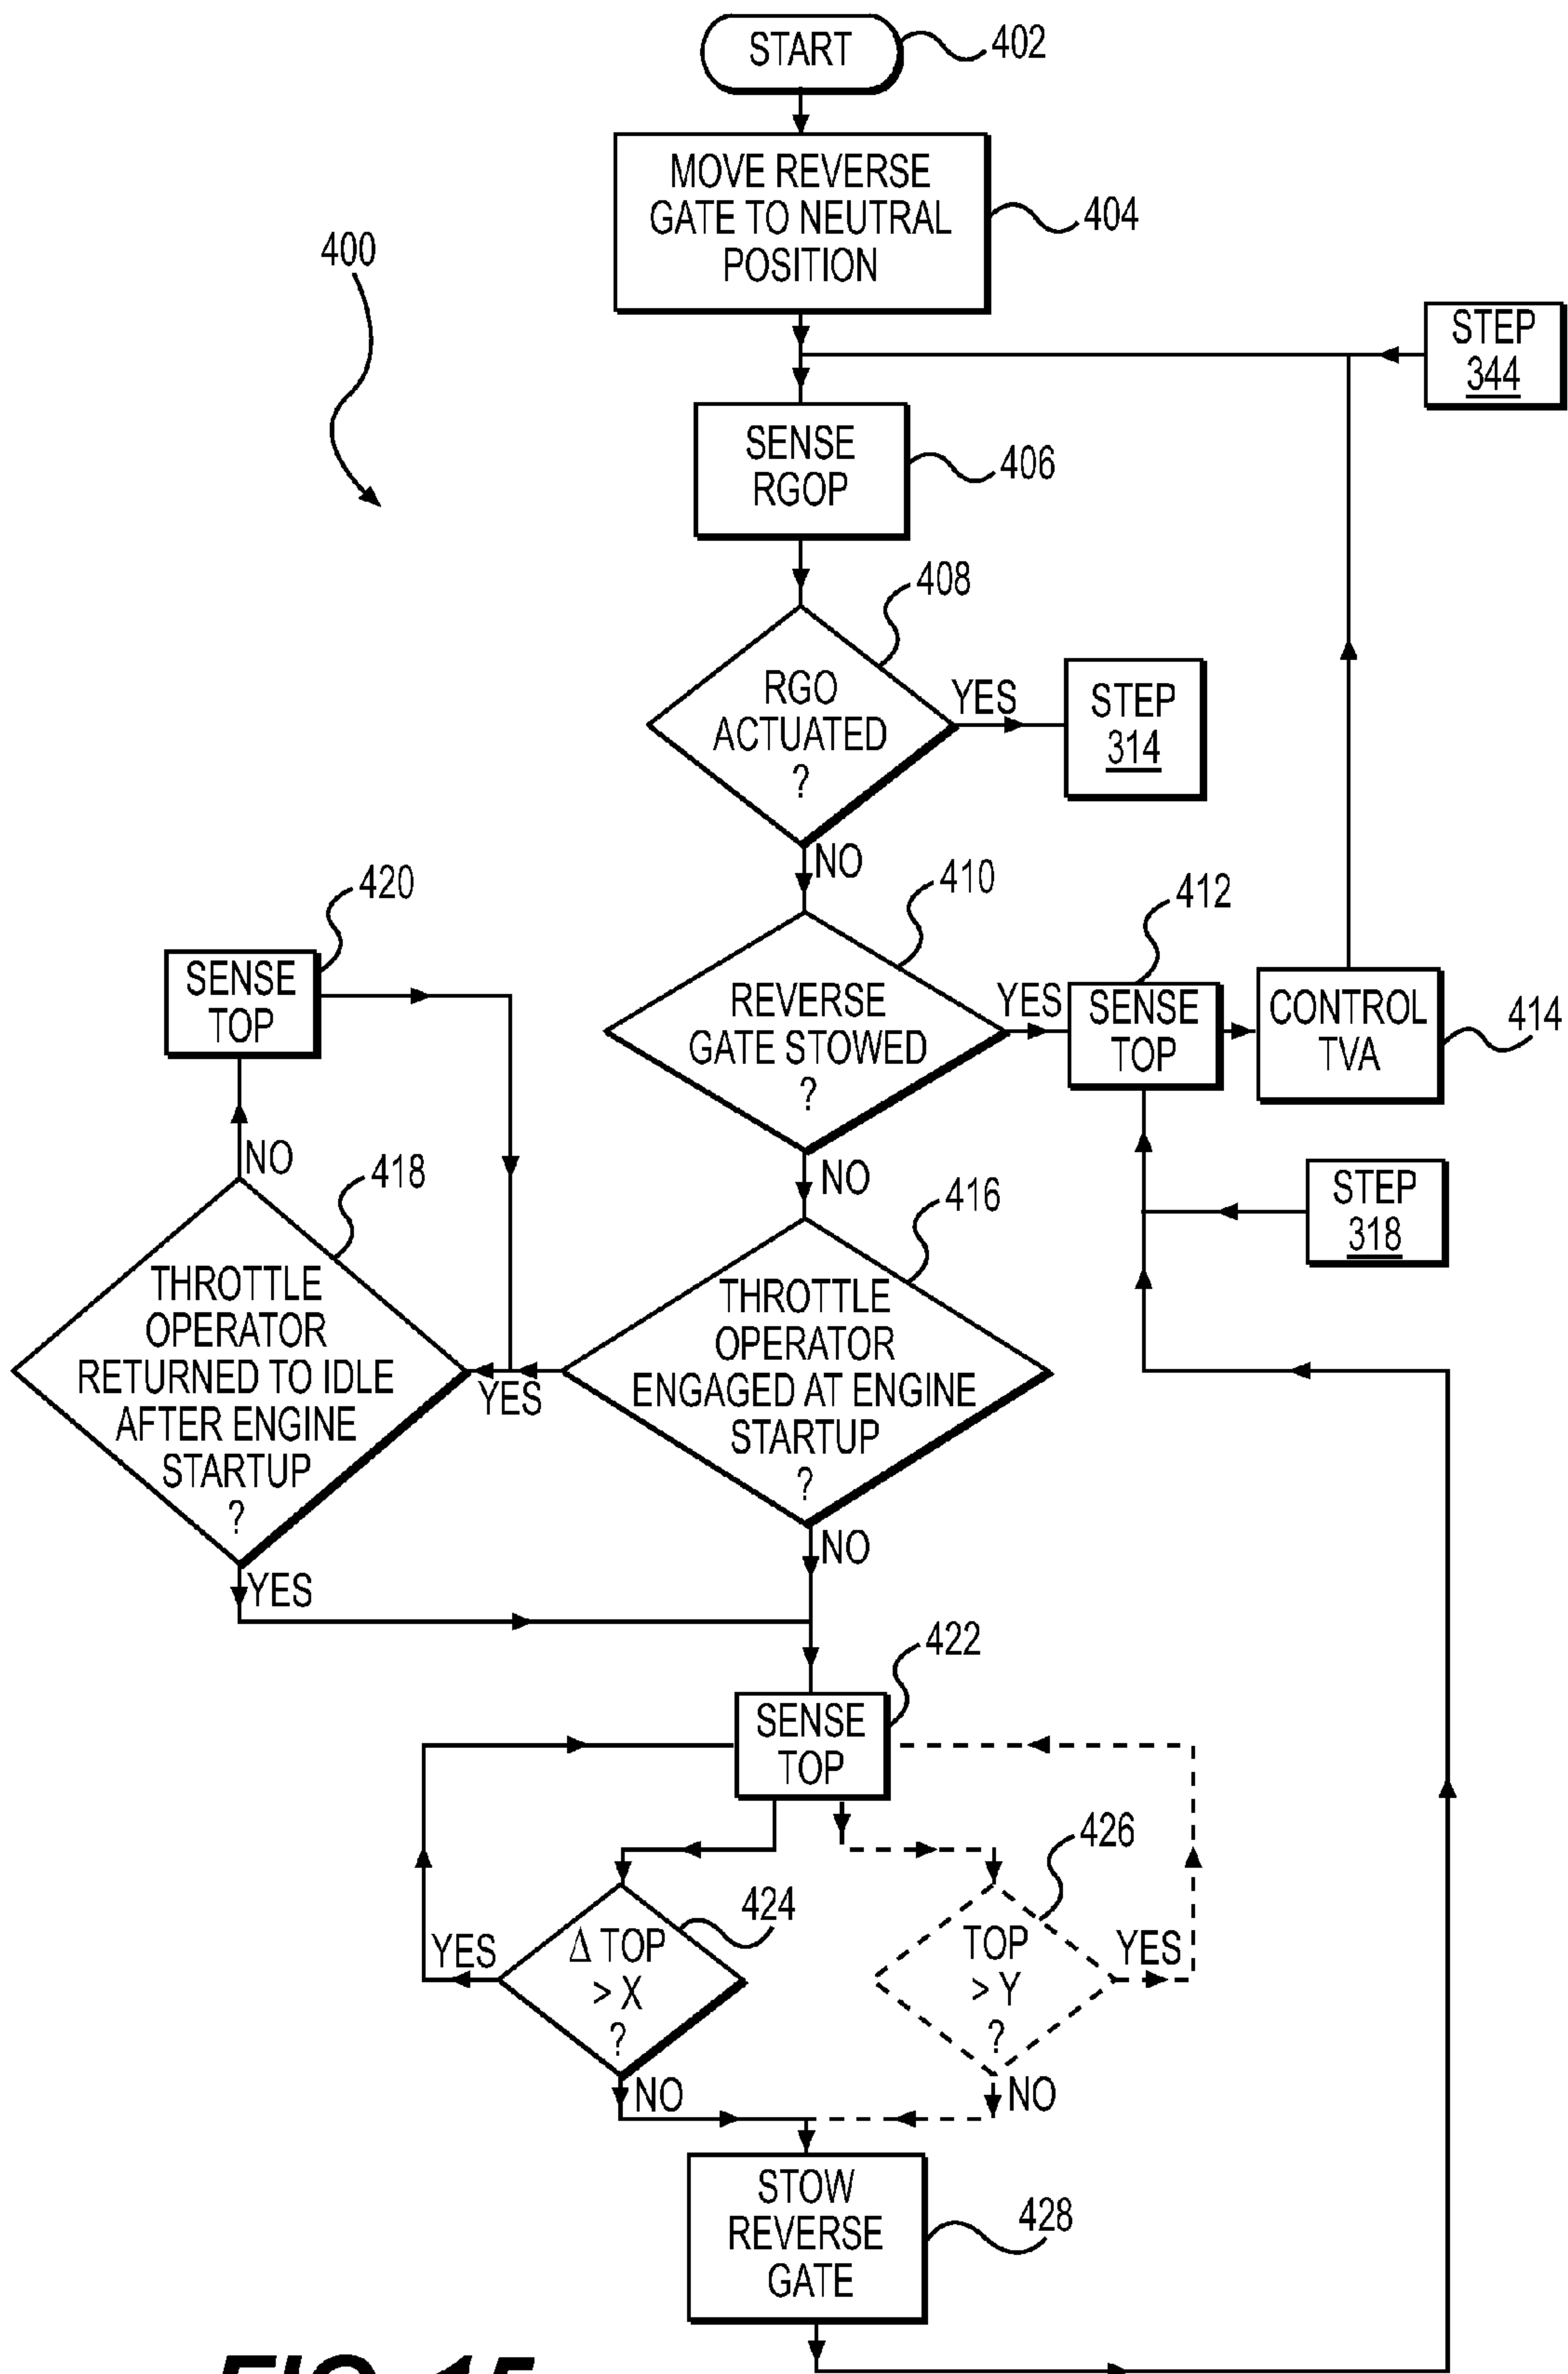 START
402
MOVE REVERSE
GATE TO NEUTRAL
POSITION
404
400
STEP
344
SENSE
RGOP
406
408
RGO
ACTUATED
?
YES
STEP
314
NO
410
420
412
SENSE
TOP
REVERSE
GATE STOWED
?
YES
SENSE
TOP
CONTROL
TVA
414
NO
418
NO
416
STEP
318
THROTTLE
OPERATOR
RETURNED TO IDLE
AFTER ENGINE
STARTUP
?
YES
THROTTLE
OPERATOR
ENGAGED AT ENGINE
STARTUP
?
NO
YES
422
SENSE
TOP
426
424
YES
Δ TOP
> X
?
TOP
> Y
?
YES
NO
NO
STOW
REVERSE
GATE
428